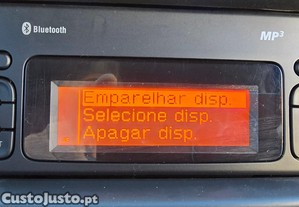 Bluetooth
MP3
Emparelhar disp.
Selecione disp.
Apagar disp.
CustoJusto.pt